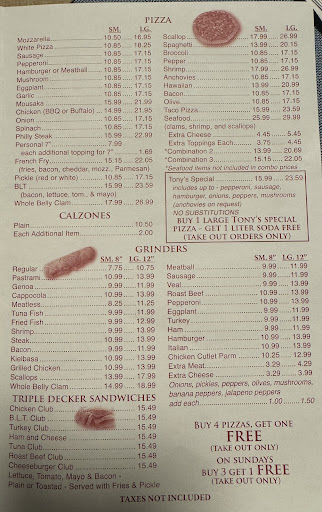 PIZZA
SM. LG.
Mozzarella 10.50 16.95
White Pizza 10.85 18.25
Sausage 10.85 17.15
Pepperoni 10.85 17.15
Hamburger or Meatball 10.85 17.15
Mushroom 10.85 17.15
Eggplant 10.85 17.15
Garlic 10.85 17.15
Mousaka 15.99 21.99
Chicken (BBQ or Buffalo) 14.99 21.95
Onion 10.85 17.15
Spinach 10.85 17.15
Philly Steak 15.99 22.99
Personal 7" 7.99
each additional topping for 7" 1.69
French Fry 15.15 22.05
(fries, bacon, cheddar, mozz., Parmesan)
Pickle (red or white) 10.85 17.15
BLT 15.99 23.59
(bacon, lettuce, tom., & mayo)
Whole Belly Clam 17.99 26.99
SM. LG.
Scallop 17.99 26.99
Spaghetti 13.99 20.15
Broccoli 10.85 17.15
Pepper 10.85 17.15
Shrimp 17.99 26.99
Anchovies 10.85 17.15
Hawaiian 13.99 20.99
Bacon 10.85 17.15
Olive 10.85 17.15
Taco Pizza 15.99 23.59
Seafood 25.99 29.99
(clams, shrimp, and scallops)
Extra Cheese 4.45 5.45
Extra Toppings Each 3.75 4.45
*Combination 2 13.99 20.69
*Combination 3 15.15 22.05
*Seafood items not included in combo prices
Tony's Special 15.99 23.59
includes up to - pepperoni, sausage,
hamburger, onions, peppers, mushrooms
(anchovies on request)
NO SUBSTITUTIONS
BUY 1 LARGE TONY'S SPECIAL
PIZZA - GET 1 LITER SODA FREE
(TAKE OUT ORDERS ONLY)
CALZONES
Plain 10.50
Each Additional Item 2.00
GRINDERS
SM. 8" LG. 12"
Regular 7.75 10.75
Pastrami 10.99 13.99
Genoa 9.99 11.99
Cappocola 10.99 13.99
Meatless 8.25 11.25
Tuna Fish 9.99 11.99
Fried Fish 9.99 12.99
Shrimp 10.99 13.99
Steak 10.99 13.99
Bacon 9.99 11.99
Kielbasa 10.99 13.99
Grilled Chicken 10.99 13.99
Scallops 13.99 17.99
Whole Belly Clam 14.99 18.99
SM. 8" LG. 12"
Meatball 9.99 11.99
Sausage 9.99 11.99
Veal 9.99 11.99
Roast Beef 10.99 13.99
Pepperoni 10.99 13.99
Eggplant 9.99 11.99
Turkey 9.99 11.99
Ham 9.99 11.99
Hamburger 10.99 13.99
Italian 10.99 13.99
Chicken Cutlet Parm 10.25 12.99
Extra Meat 3.29 4.29
Extra Cheese 3.29 3.99
Onions, pickles, peppers, olives, mushrooms,
banana peppers, jalapeno peppers
add each 1.00 1.50
TRIPLE DECKER SANDWICHES
Chicken Club 15.49
B.L.T. Club 15.49
Turkey Club 15.49
Ham and Cheese 15.49
Tuna Club 15.49
Roast Beef Club 15.49
Cheeseburger Club 15.49
Lettuce, Tomato, Mayo & Bacon -
Plain or Toasted - Served with Fries & Pickle
BUY 4 PIZZAS, GET ONE
FREE
(TAKE OUT ONLY)
ON SUNDAYS
BUY 3 GET 1 FREE
(TAKE OUT ONLY)
TAXES NOT INCLUDED